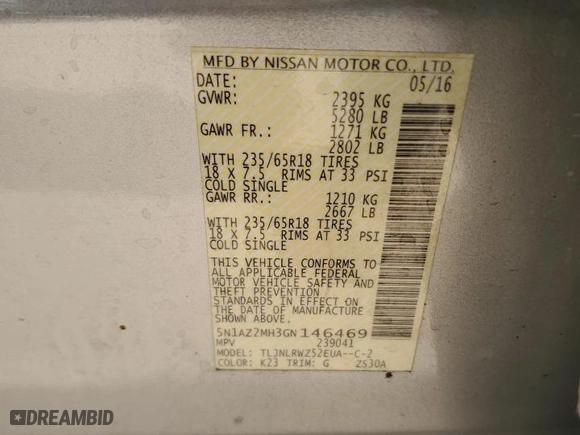 MFD BY NISSAN MOTOR CO., LTD.
DATE: 05/16
GVWR: 2395 KG
5280 LB
GAWR FR.: 1271 KG
2802 LB
WITH 235/65R18 TIRES
18 X 7.5 RIMS AT 33 PSI
COLD SINGLE
GAWR RR.: 1210 KG
2667 LB
WITH 235/65R18 TIRES
18 X 7.5 RIMS AT 33 PSI
COLD SINGLE
THIS VEHICLE CONFORMS TO
ALL APPLICABLE FEDERAL
MOTOR VEHICLE SAFETY AND
THEFT PREVENTION
STANDARDS IN EFFECT ON
THE DATE OF MANUFACTURE
SHOWN ABOVE.
5N1AZ2MH3GN146469
MPV 239041
MODEL: TLJNLRWZ52EUA--C-2
COLOR: K23 TRIM: G ZS30A
DREAMBID